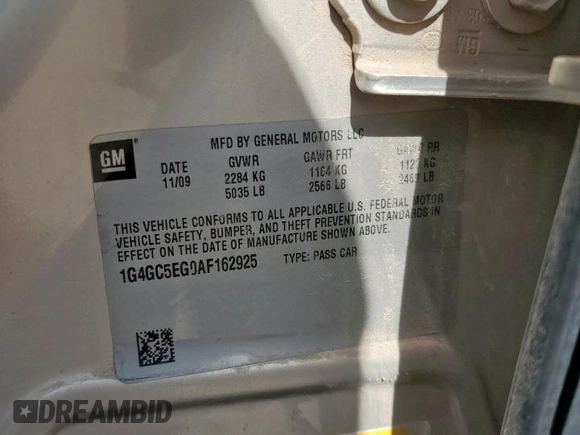 GM
MFD BY GENERAL MOTORS LLC
DATE GVWR GAWR FRT RR
11/09 2284 KG 1164 KG KG
5035 LB 2566 LB LB
THIS VEHICLE CONFORMS TO ALL APPLICABLE U.S. FEDERAL MOTOR
VEHICLE SAFETY, BUMPER, AND THEFT PREVENTION STANDARDS IN
EFFECT ON THE DATE OF MANUFACTURE SHOWN ABOVE.
1G4GC5EG0AF162925 TYPE: PASS CAR
DREAMBID